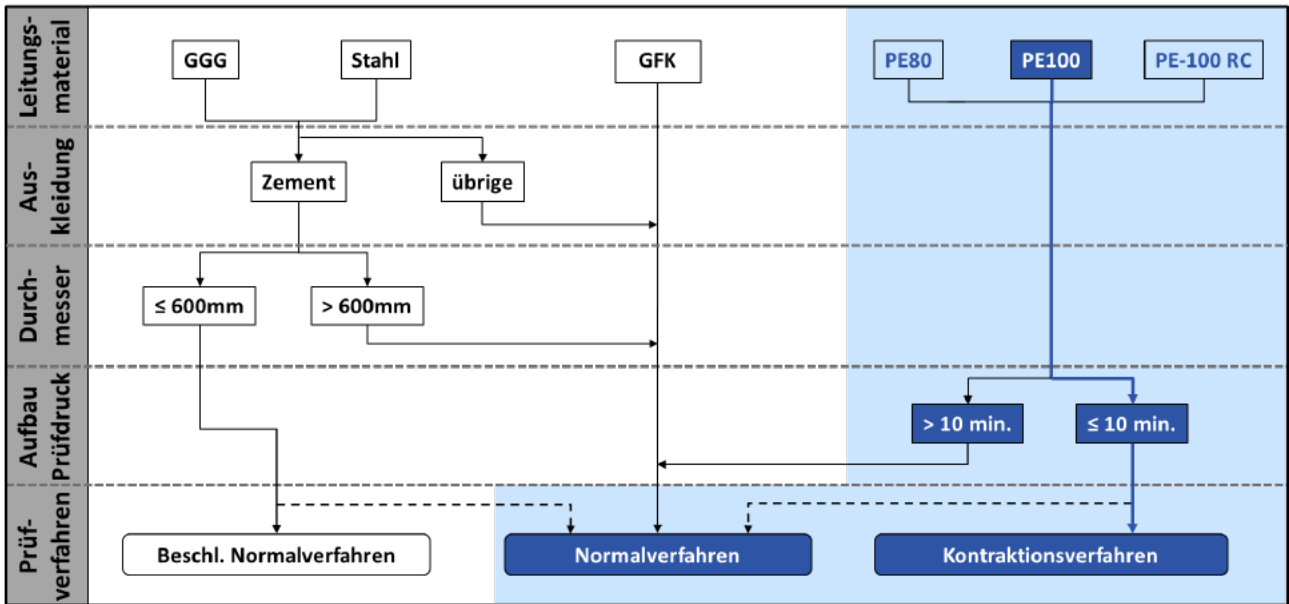 Leitungs-
material
GGG
Stahl
GFK
PE80
PE100
PE-100 RC
Aus-
kleidung
Zement
übrige
Durch-
messer
≤ 600mm
> 600mm
Aufbau
Prüfdruck
> 10 min.
≤ 10 min.
Prüf-
verfahren
Beschl. Normalverfahren
Normalverfahren
Kontraktionsverfahren